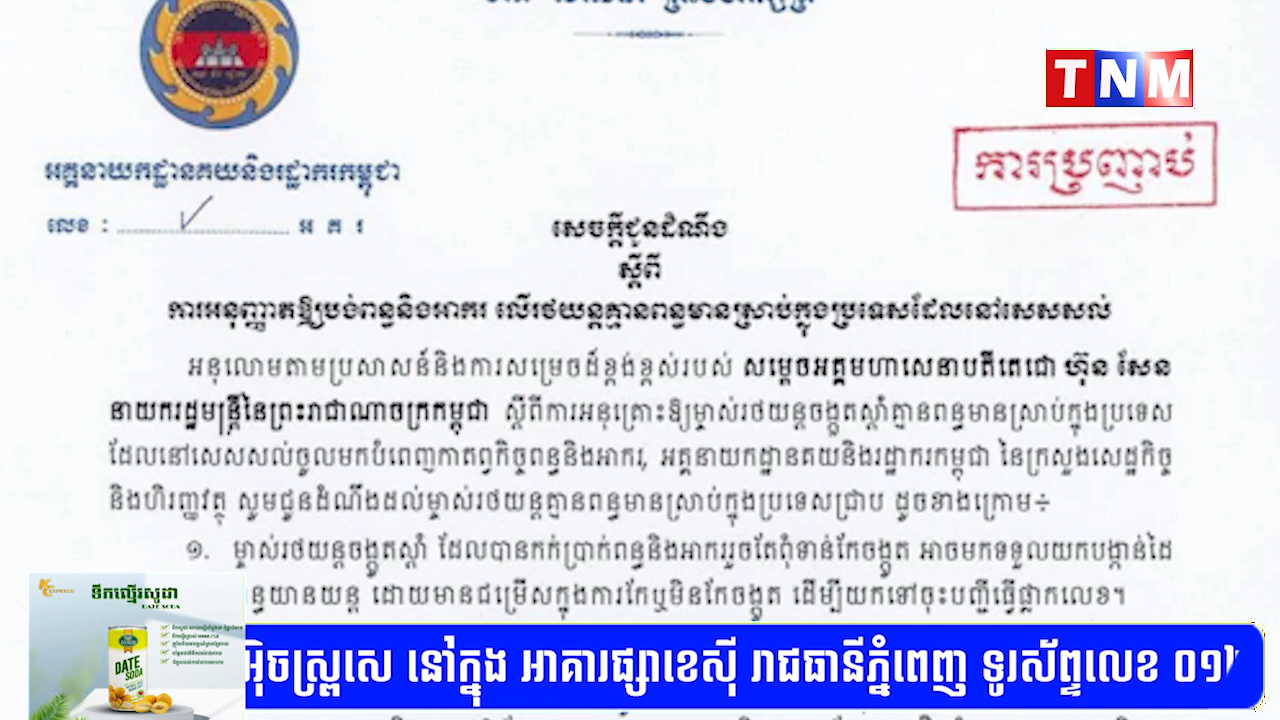 TNM
ការប្រញាប់
អគ្គនាយកដ្ឋានគយនិងរដ្ឋាករកម្ពុជា
លេខ : ........................ អ គ រ
សេចក្តីជូនដំណឹង
ស្តីពី
ការអនុញ្ញាតឱ្យបង់ពន្ធនិងអាករ លើរថយន្តគ្មានពន្ធមានស្រាប់ក្នុងប្រទេសដែលនៅសេសសល់
អនុលោមតាមប្រសាសន៍និងការសម្រេចដ៏ខ្ពង់ខ្ពស់របស់ សម្តេចអគ្គមហាសេនាបតីតេជោ ហ៊ុន សែន
នាយករដ្ឋមន្ត្រីនៃព្រះរាជាណាចក្រកម្ពុជា ស្តីពីការអនុគ្រោះឱ្យម្ចាស់រថយន្តចង្កូតស្តាំគ្មានពន្ធមានស្រាប់ក្នុងប្រទេស
ដែលនៅសេសសល់ចូលមកបំពេញកាតព្វកិច្ចពន្ធនិងអាករ, អគ្គនាយកដ្ឋានគយនិងរដ្ឋាករកម្ពុជា នៃក្រសួងសេដ្ឋកិច្ច
និងហិរញ្ញវត្ថុ សូមជូនដំណឹងដល់ម្ចាស់រថយន្តគ្មានពន្ធមានស្រាប់ក្នុងប្រទេសជ្រាប ដូចខាងក្រោម÷
១. ម្ចាស់រថយន្តចង្កូតស្តាំ ដែលបានកក់ប្រាក់ពន្ធនិងអាកររួចតែពុំទាន់កែចង្កូត អាចមកទទួលយកបង្កាន់ដៃ
ន្ធយានយន្ត ដោយមានជម្រើសក្នុងការកែឬមិនកែចង្កូត ដើម្បីយកទៅចុះបញ្ជីធ្វើផ្លាកលេខ។
ទឹកល្មើរសូដា
DATE SODA
DATE
SODA
អ៊ិចស្ប្រេស នៅក្នុង អាគារផ្សាខេស៊ី រាជធានីភ្នំពេញ ទូរស័ព្ទលេខ ០១